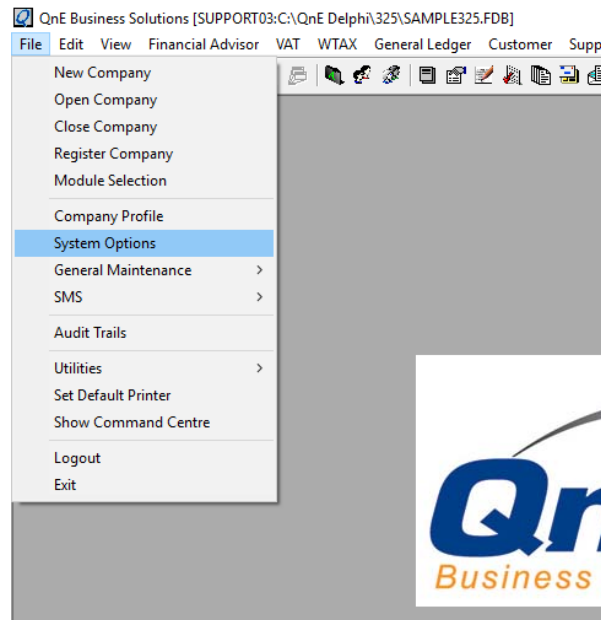 QnE Business Solutions [SUPPORT03:C:\QnE Delphi\325\SAMPLE325.FDB]
File Edit View Financial Advisor VAT WTAX General Ledger Customer Supp
New Company
Open Company
Close Company
Register Company
Module Selection
Company Profile
System Options
General Maintenance
SMS
Audit Trails
Utilities
Set Default Printer
Show Command Centre
Logout
Exit
Qn
Business